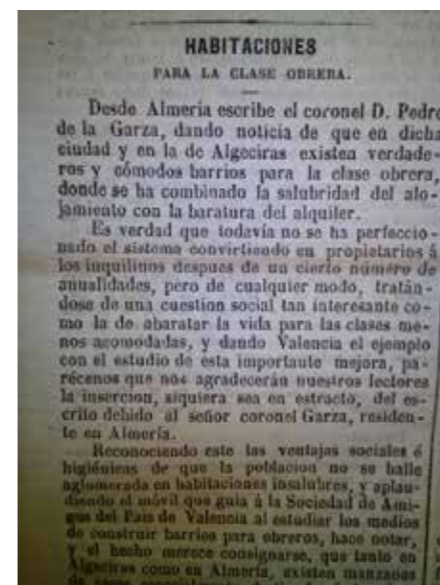 HABITACIONES
PARA LA CLASE OBRERA.
Desde Almería escribe el coronel D. Pedro
de la Garza, dando noticia de que en dicha
ciudad y en la de Algeciras existen verdade-
ros y cómodos barrios para la clase obrera,
donde se ha combinado la salubridad del alo-
jamiento con la baratura del alquiler.
Es verdad que todavía no se ha perfeccio-
nado el sistema convirtiendo en propietarios á
los inquilinos despues de un cierto número de
anualidades, pero de cualquier modo, tratán-
dose de una cuestion social tan interesante co-
mo la de abaratar la vida para las clases me-
nos acomodadas, y dando Valencia el ejemplo
con el estudio de esta importante mejora, pa-
récenos que nos agradecerán nuestros lectores
la insercion, siquiera sea en estracto, del es-
crito debido al señor coronel Garza, residen-
te en Almería.
Reconociendo este las ventajas sociales é
higiénicas de que la poblacion no se halle
aglomerada en habitaciones insalubres, y aplau-
diendo el móvil que guia á la Sociedad de Ami-
gos del Pais de Valencia al estudiar los medios
de construir barrios para obreros, hace notar,
y el hecho merece consignarse, que tanto en
Algeciras como en Almería, existen manzanas
de casas